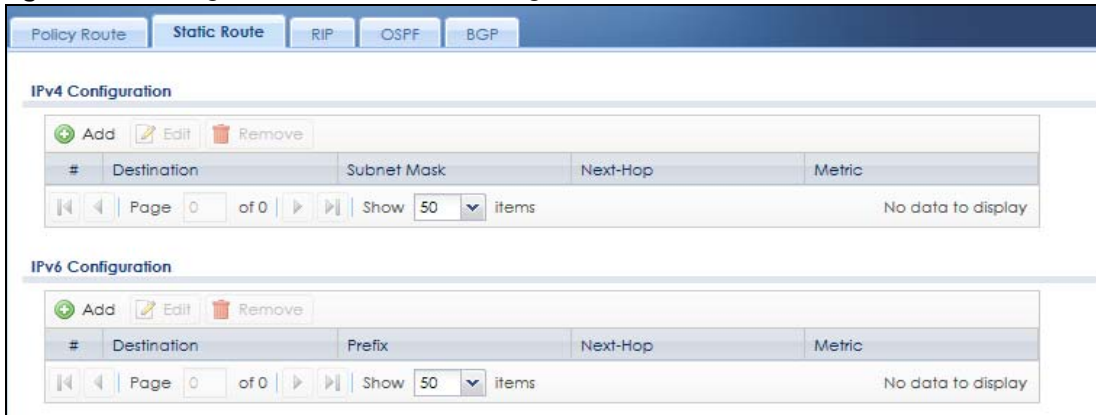 Policy Route Static Route RIP OSPF BGP
IPv4 Configuration
Add Edit Remove
# Destination Subnet Mask Next-Hop Metric
Page 0 of 0 Show 50 items No data to display
IPv6 Configuration
Add Edit Remove
# Destination Prefix Next-Hop Metric
Page 0 of 0 Show 50 items No data to display